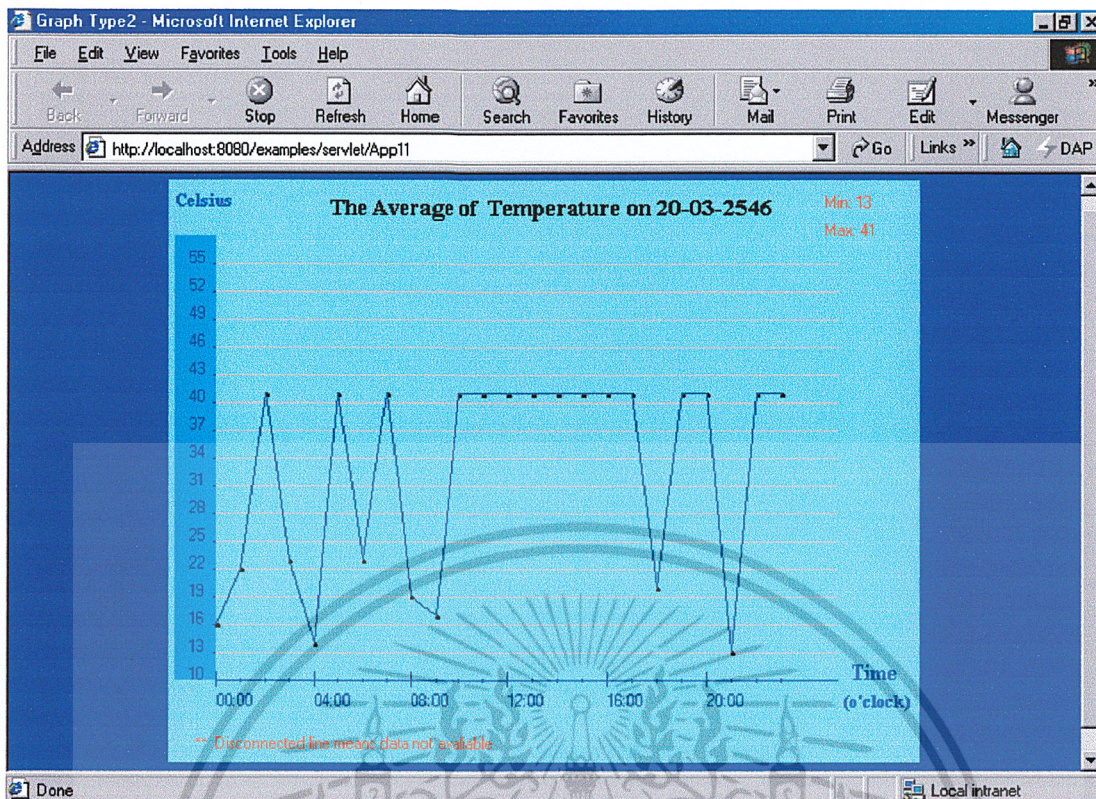 Graph Type2 - Microsoft Internet Explorer
File Edit View Favorites Tools Help
Back Forward Stop Refresh Home Search Favorites History Mail Print Edit Messenger »
Address http://localhost:8080/examples/servlet/App11 Go Links » DAP
Celsius
The Average of Temperature on 20-03-2546
Min: 13
Max: 41
55
52
49
46
43
40
37
34
31
28
25
22
19
16
13
10
00:00 04:00 08:00 12:00 16:00 20:00
Time
(o'clock)
** Disconnected line means data not avaliable
Done Local intranet